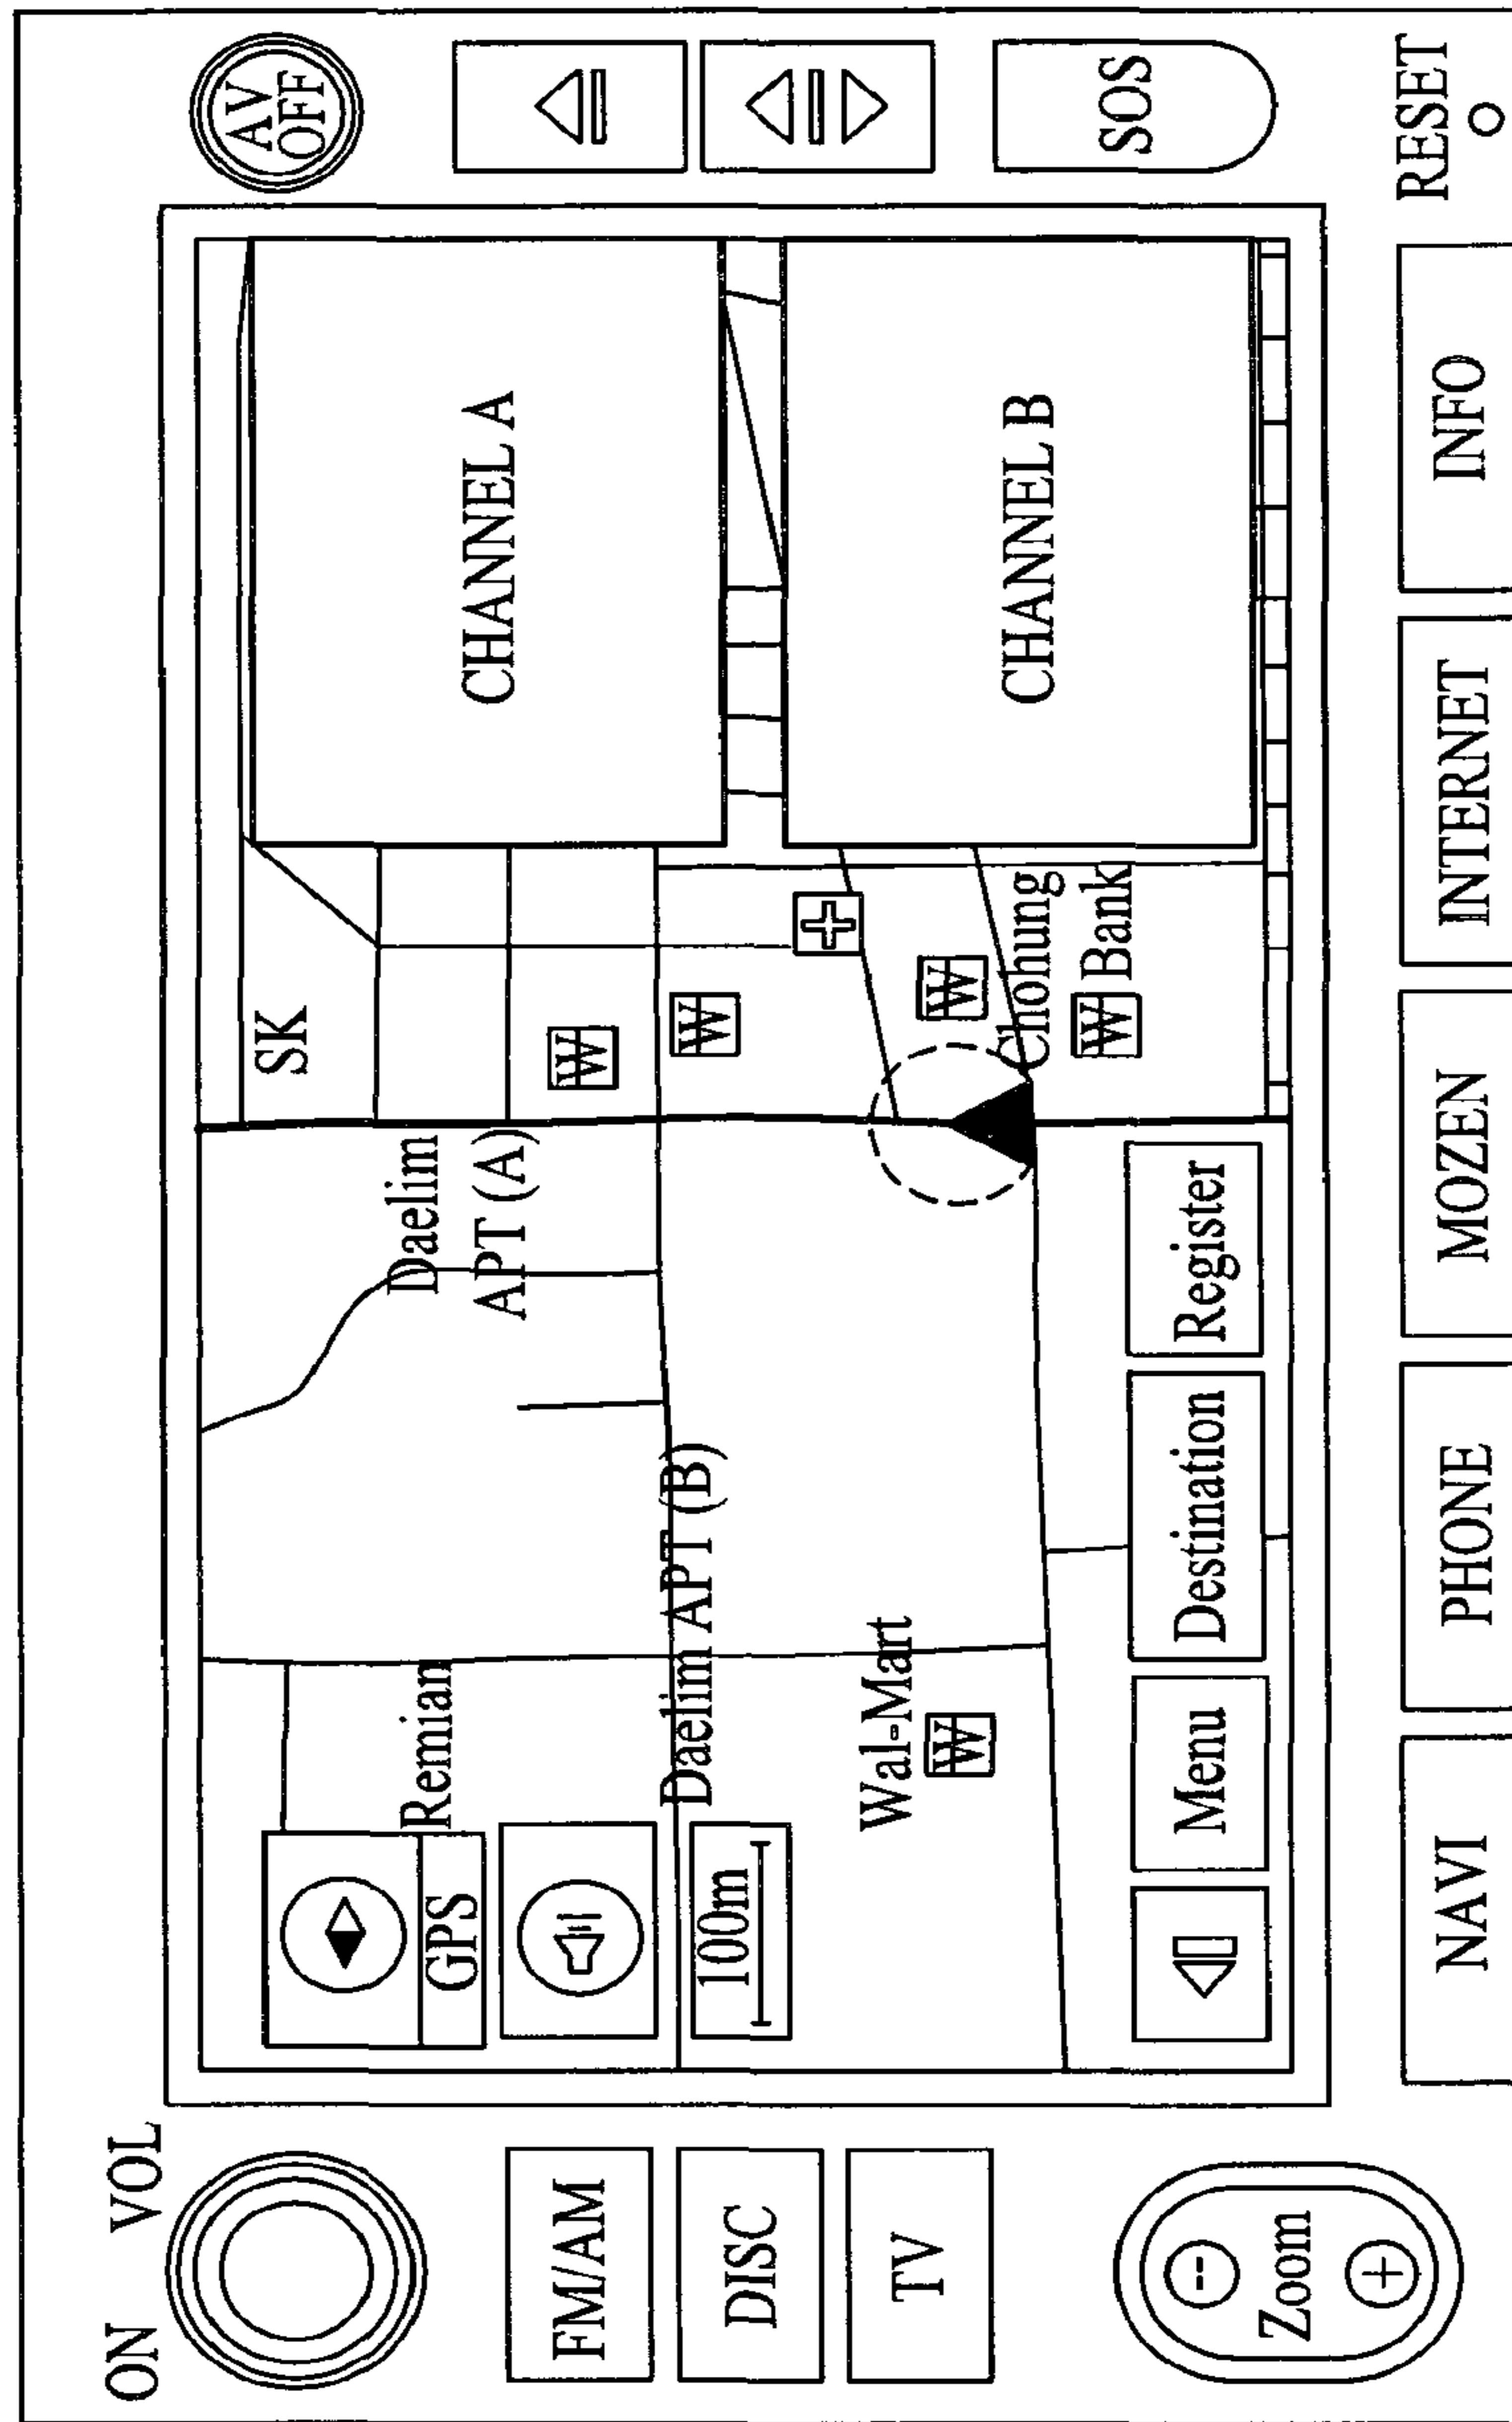 ON VOL
AV
OFF
FM/AM
DISC
TV
Zoom
GPS
100m
SK
Remian
Daelim
APT (A)
Daelim APT (B)
Wal-Mart
W
W
W
W
Chohung
W Bank
CHANNEL A
CHANNEL B
Menu
Destination
Register
SOS
RESET
NAVI
PHONE
MOZEN
INTERNET
INFO